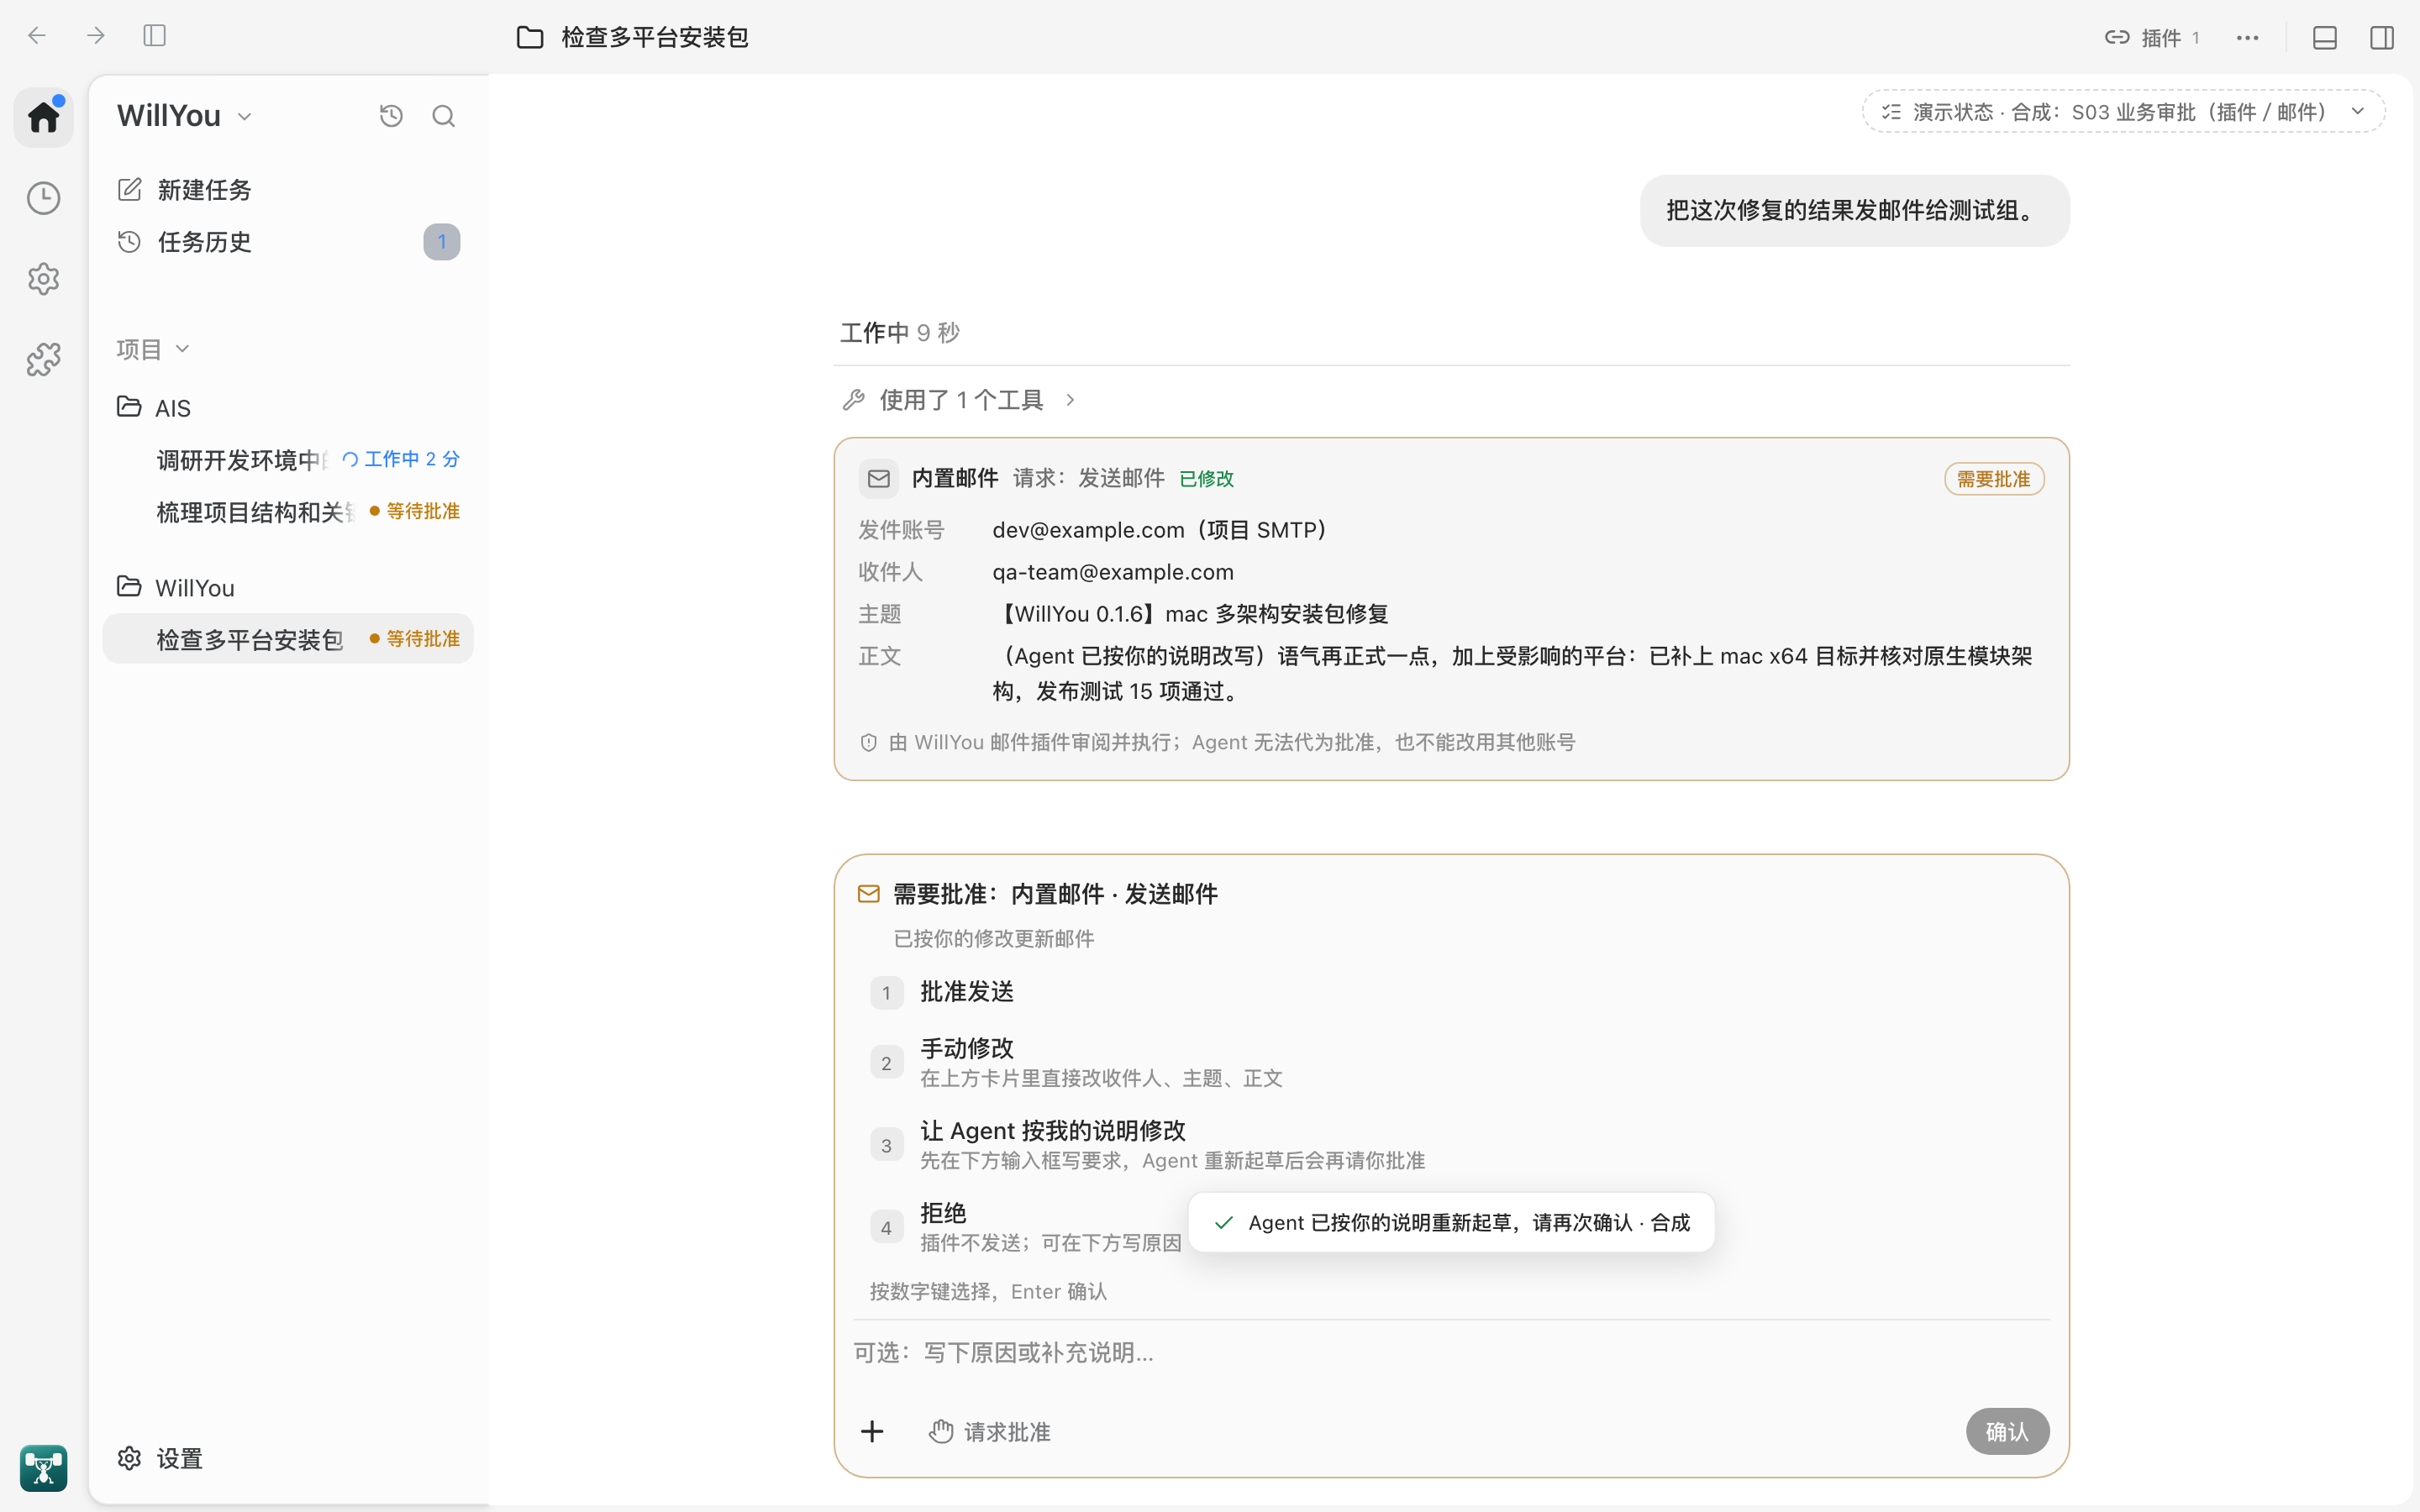 检查多平台安装包
插件 1
WillYou
新建任务
任务历史 1
项目
AIS
调研开发环境中 工作中 2 分
梳理项目结构和关 等待批准
WillYou
检查多平台安装包 等待批准
设置
演示状态 · 合成：S03 业务审批（插件 / 邮件）
把这次修复的结果发邮件给测试组。
工作中 9 秒
使用了 1 个工具
内置邮件 请求：发送邮件 已修改 需要批准
发件账号 dev@example.com（项目 SMTP）
收件人 qa-team@example.com
主题 【WillYou 0.1.6】mac 多架构安装包修复
正文 （Agent 已按你的说明改写）语气再正式一点，加上受影响的平台：已补上 mac x64 目标并核对原生模块架
构，发布测试 15 项通过。
由 WillYou 邮件插件审阅并执行；Agent 无法代为批准，也不能改用其他账号
需要批准：内置邮件 · 发送邮件
已按你的修改更新邮件
1 批准发送
2 手动修改
在上方卡片里直接改收件人、主题、正文
3 让 Agent 按我的说明修改
先在下方输入框写要求，Agent 重新起草后会再请你批准
4 拒绝
插件不发送；可在下方写原因
Agent 已按你的说明重新起草，请再次确认 · 合成
按数字键选择，Enter 确认
可选：写下原因或补充说明...
请求批准
确认